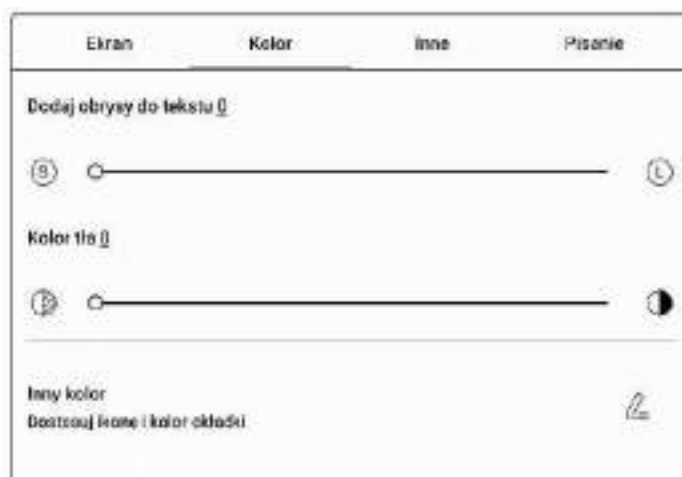 Ekran Kolor Inne Pisanie
Dodaj obrysy do tekstu 0
S L
Kolor tła 0
Inny kolor
Dostosuj ikonę i kolor okładki